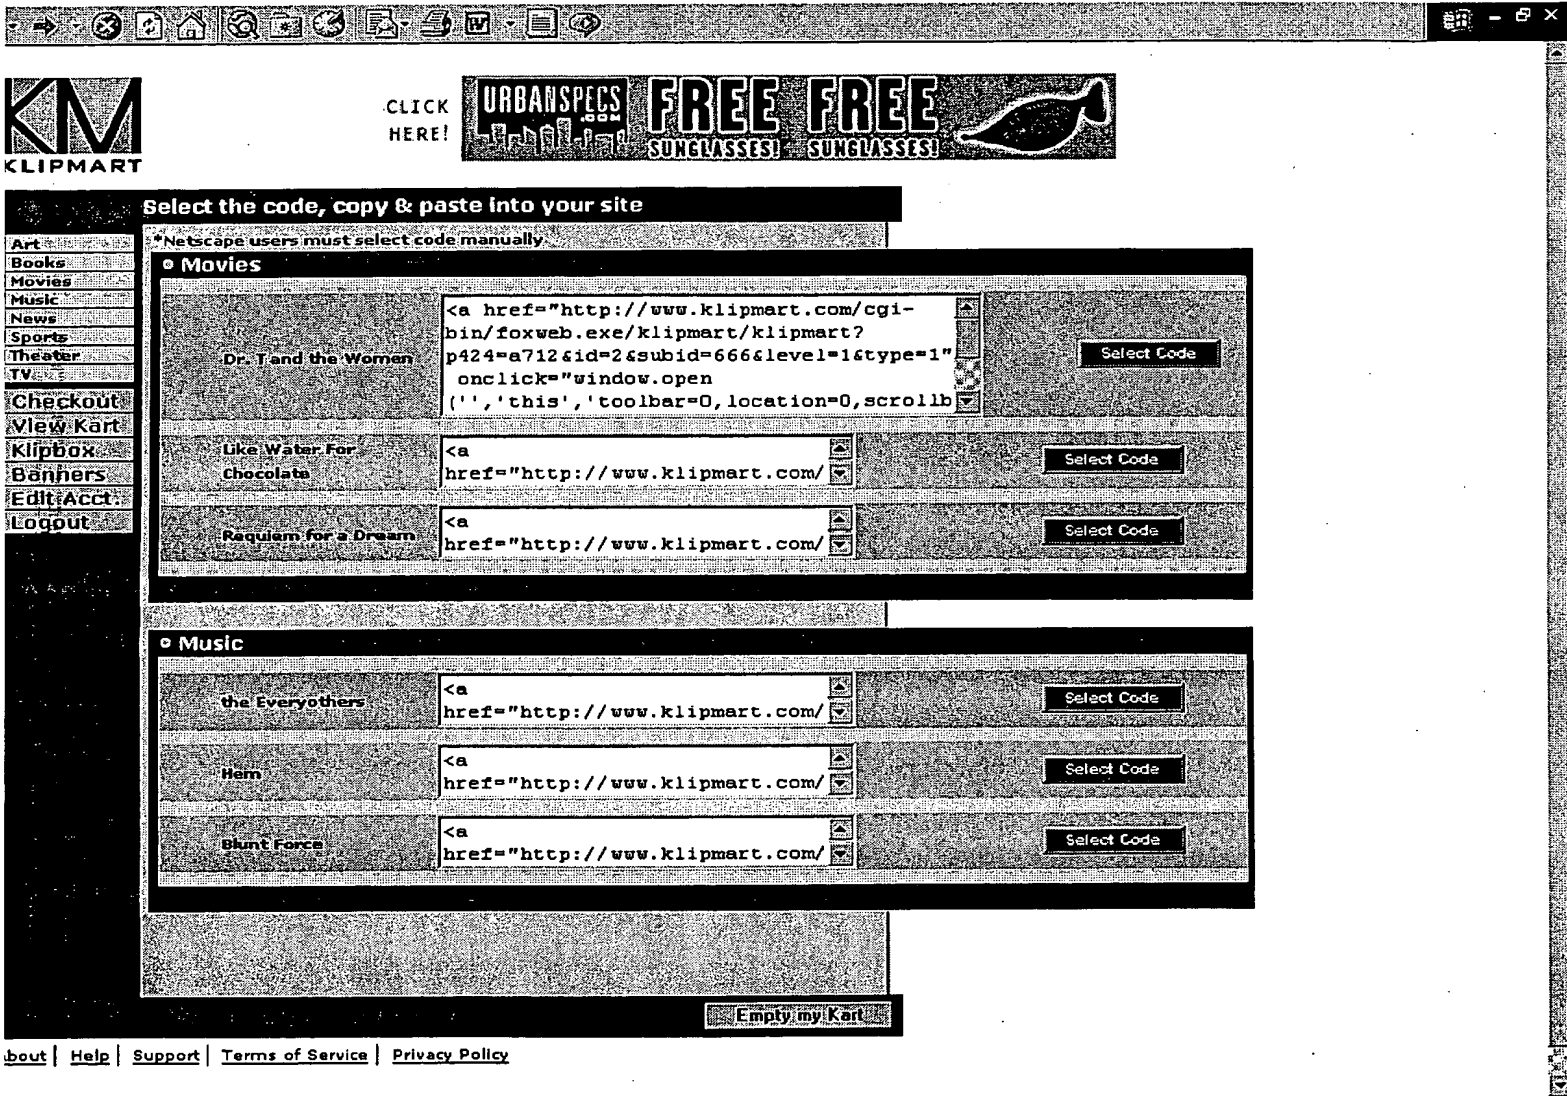 KM
KLIPMART
CLICK
HERE!
URBANSPECS
.COM
FREE FREE
SUNGLASSES! SUNGLASSES!
Select the code, copy & paste into your site
*Netscape users must select code manually
Art
Books
Movies
Music
News
Sports
Theater
TV
Checkout
View Kart
Klipbox
Banners
Edit Acct.
Logout
Movies
Dr. T and the Women
<a href="http://www.klipmart.com/cgi-
bin/foxweb.exe/klipmart/klipmart?
p424=a712&id=2&subid=666&level=1&type=1"
onclick="window.open
('','this','toolbar=0,location=0,scrollb
Select Code
Like Water For
Chocolate
<a
href="http://www.klipmart.com/
Select Code
Requiem for a Dream
<a
href="http://www.klipmart.com/
Select Code
Music
the Everyothers
<a
href="http://www.klipmart.com/
Select Code
Hem
<a
href="http://www.klipmart.com/
Select Code
Blunt Force
<a
href="http://www.klipmart.com/
Select Code
Empty my Kart
bout | Help | Support | Terms of Service | Privacy Policy